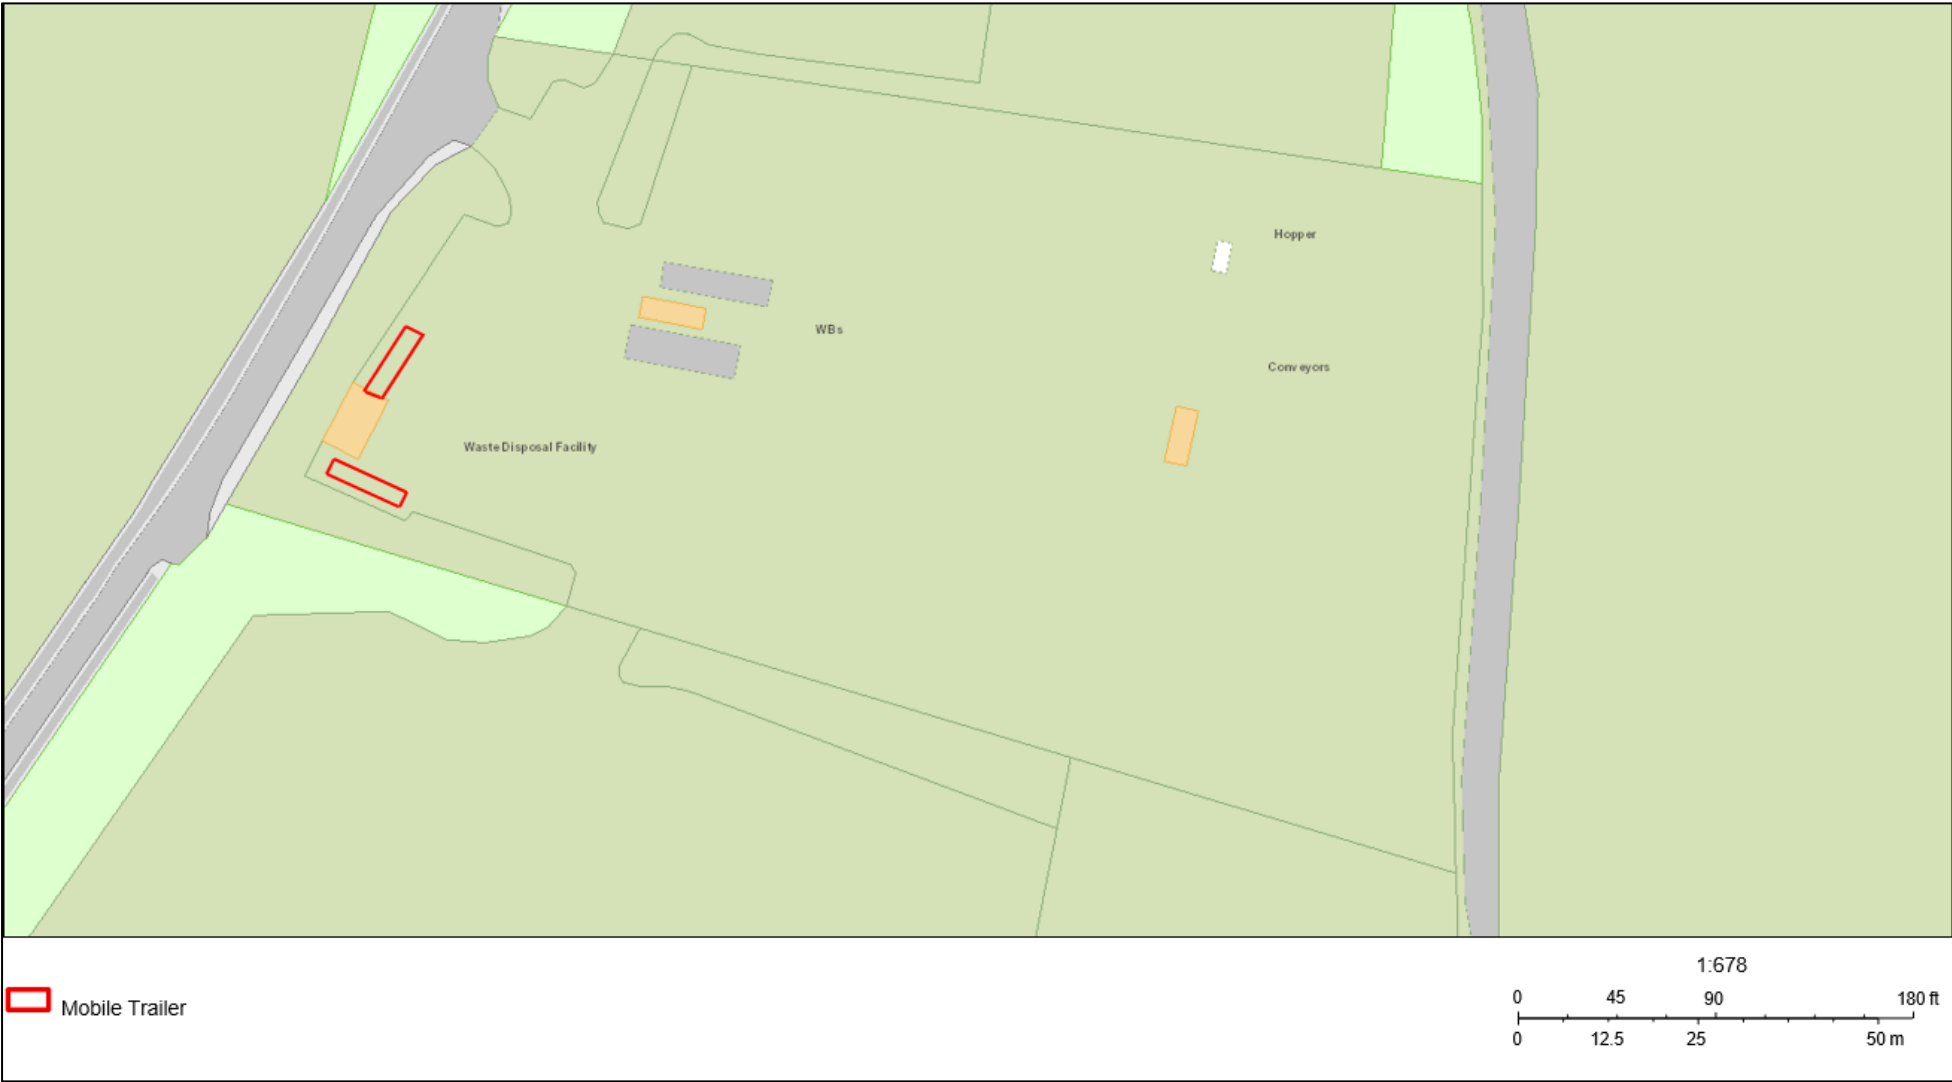 Hopper
WBs
Conveyors
Waste Disposal Facility
Mobile Trailer
1:678
0 45 90 180 ft
0 12.5 25 50 m